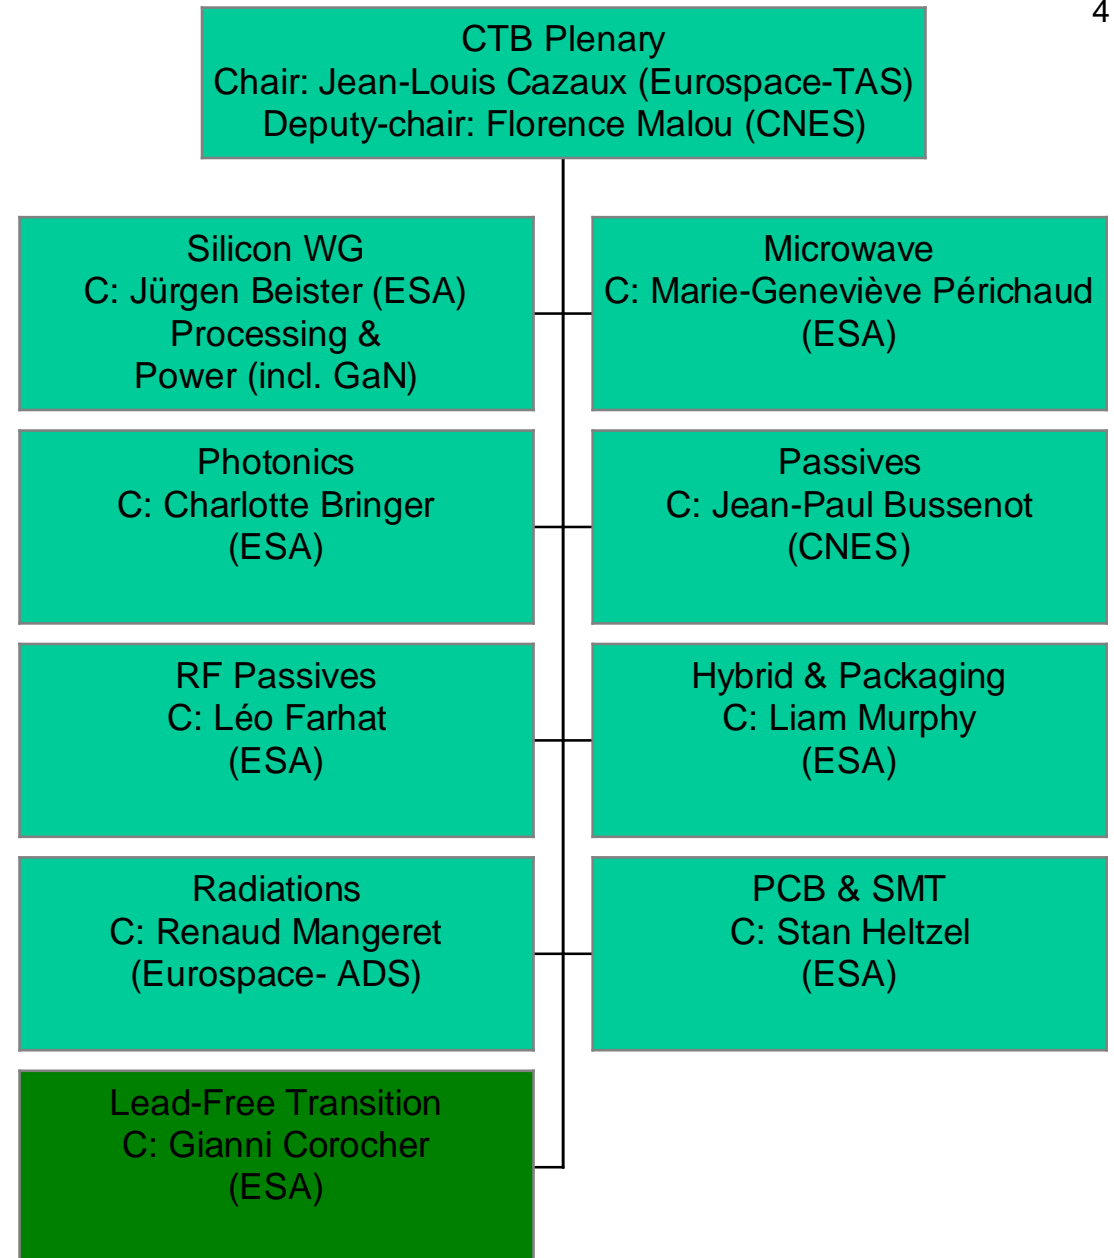 4
CTB Plenary
Chair: Jean-Louis Cazaux (Eurospace-TAS)
Deputy-chair: Florence Malou (CNES)
Silicon WG
C: Jürgen Beister (ESA)
Processing &
Power (incl. GaN)
Microwave
C: Marie-Geneviève Périchaud
(ESA)
Photonics
C: Charlotte Bringer
(ESA)
Passives
C: Jean-Paul Bussenot
(CNES)
RF Passives
C: Léo Farhat
(ESA)
Hybrid & Packaging
C: Liam Murphy
(ESA)
Radiations
C: Renaud Mangeret
(Eurospace- ADS)
PCB & SMT
C: Stan Heltzel
(ESA)
Lead-Free Transition
C: Gianni Corocher
(ESA)